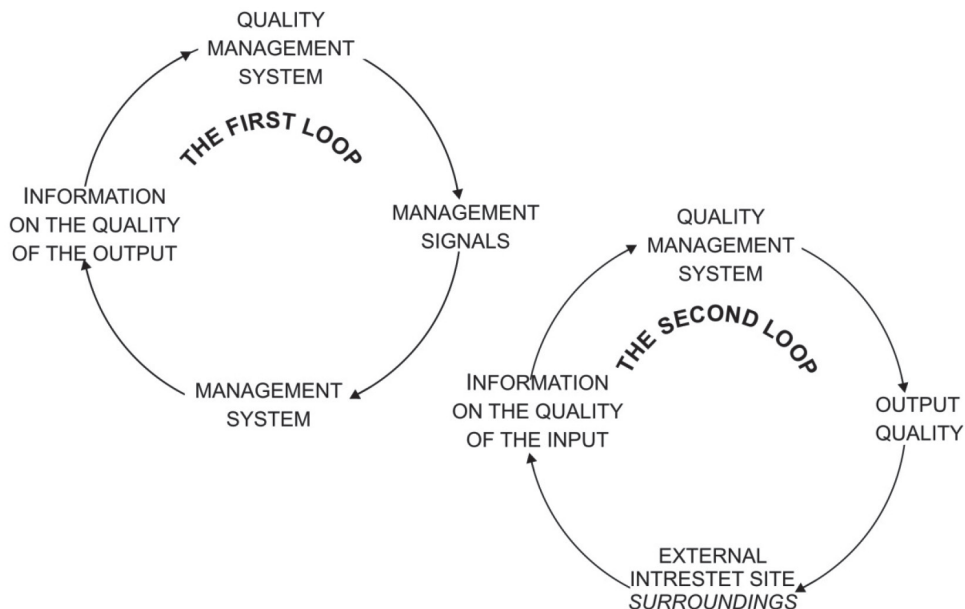 QUALITY
MANAGEMENT
SYSTEM
THE FIRST LOOP
INFORMATION
ON THE QUALITY
OF THE OUTPUT
MANAGEMENT
SIGNALS
MANAGEMENT
SYSTEM
QUALITY
MANAGEMENT
SYSTEM
THE SECOND LOOP
INFORMATION
ON THE QUALITY
OF THE INPUT
OUTPUT
QUALITY
EXTERNAL
INTRESTET SITE
SURROUNDINGS